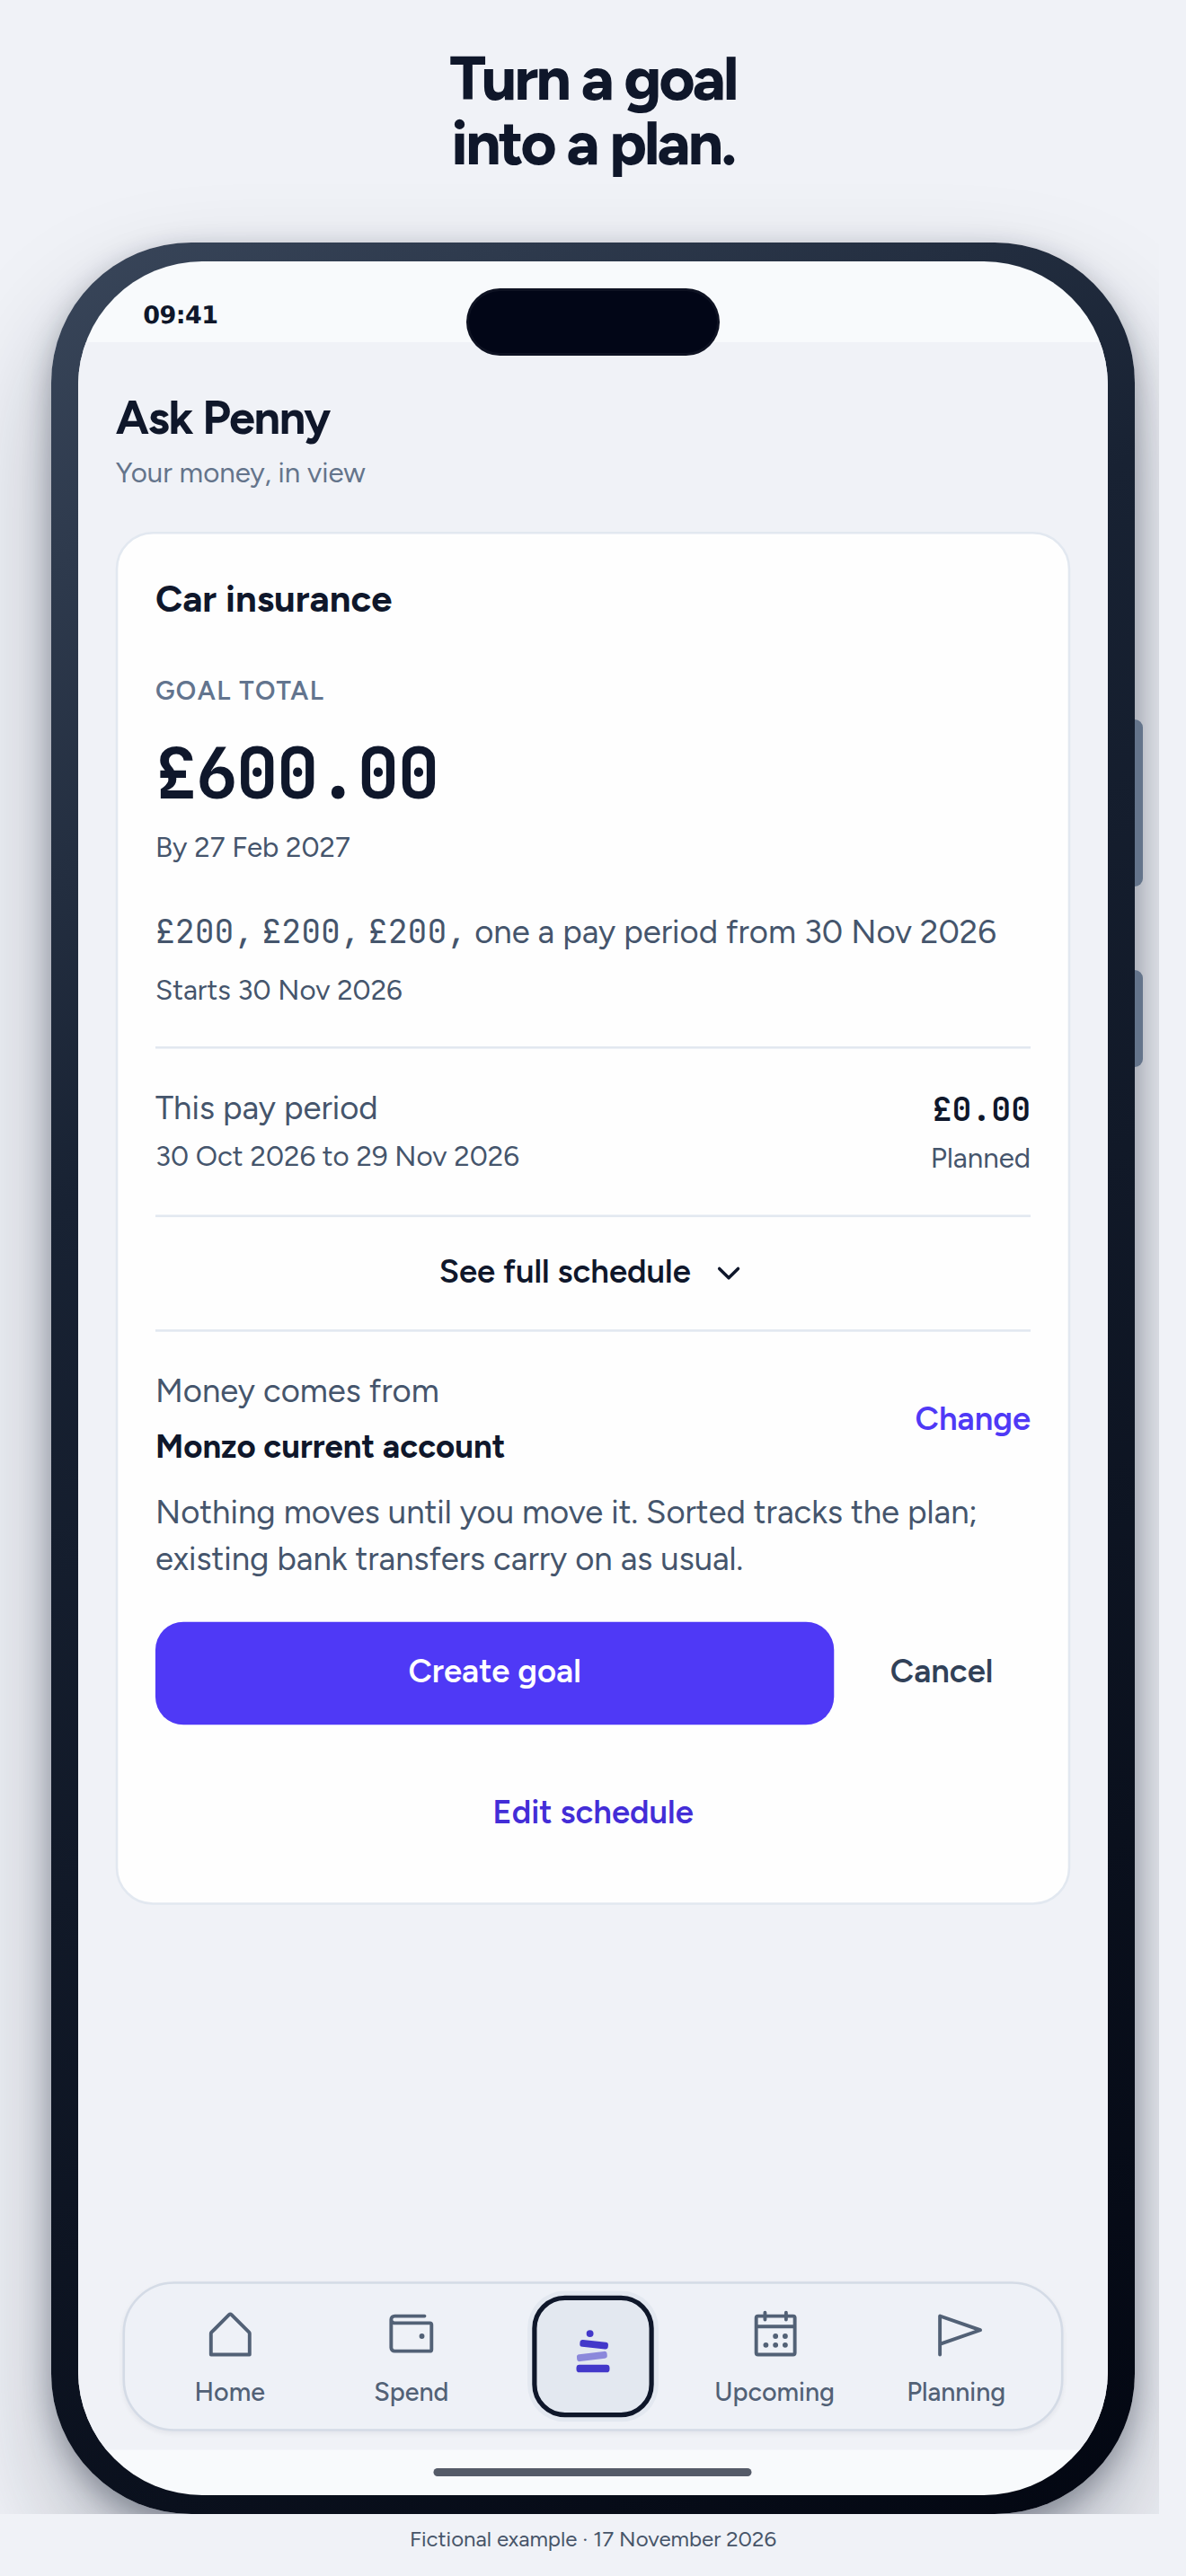 Turn a goal
into a plan.
09:41
Ask Penny
Your money, in view
Car insurance
GOAL TOTAL
£600.00
By 27 Feb 2027
£200, £200, £200, one a pay period from 30 Nov 2026
Starts 30 Nov 2026
This pay period
£0.00
30 Oct 2026 to 29 Nov 2026
Planned
See full schedule
Money comes from
Change
Monzo current account
Nothing moves until you move it. Sorted tracks the plan;
existing bank transfers carry on as usual.
Create goal
Cancel
Edit schedule
Home
Spend
Upcoming
Planning
Fictional example · 17 November 2026